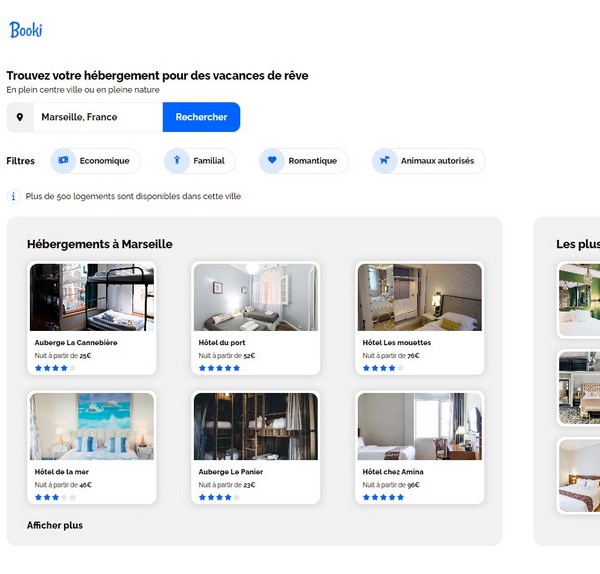 Booki
Trouvez votre hébergement pour des vacances de rêve
En plein centre ville ou en pleine nature
Marseille, France
Rechercher
Filtres
Economique
Familial
Romantique
Animaux autorisés
Plus de 500 logements sont disponibles dans cette ville
Hébergements à Marseille
Les plus
Auberge La Cannebière
Nuit à partir de 25€
Hôtel du port
Nuit à partir de 52€
Hôtel Les mouettes
Nuit à partir de 76€
Hôtel de la mer
Nuit à partir de 46€
Auberge Le Panier
Nuit à partir de 23€
Hôtel chez Amina
Nuit à partir de 96€
Afficher plus